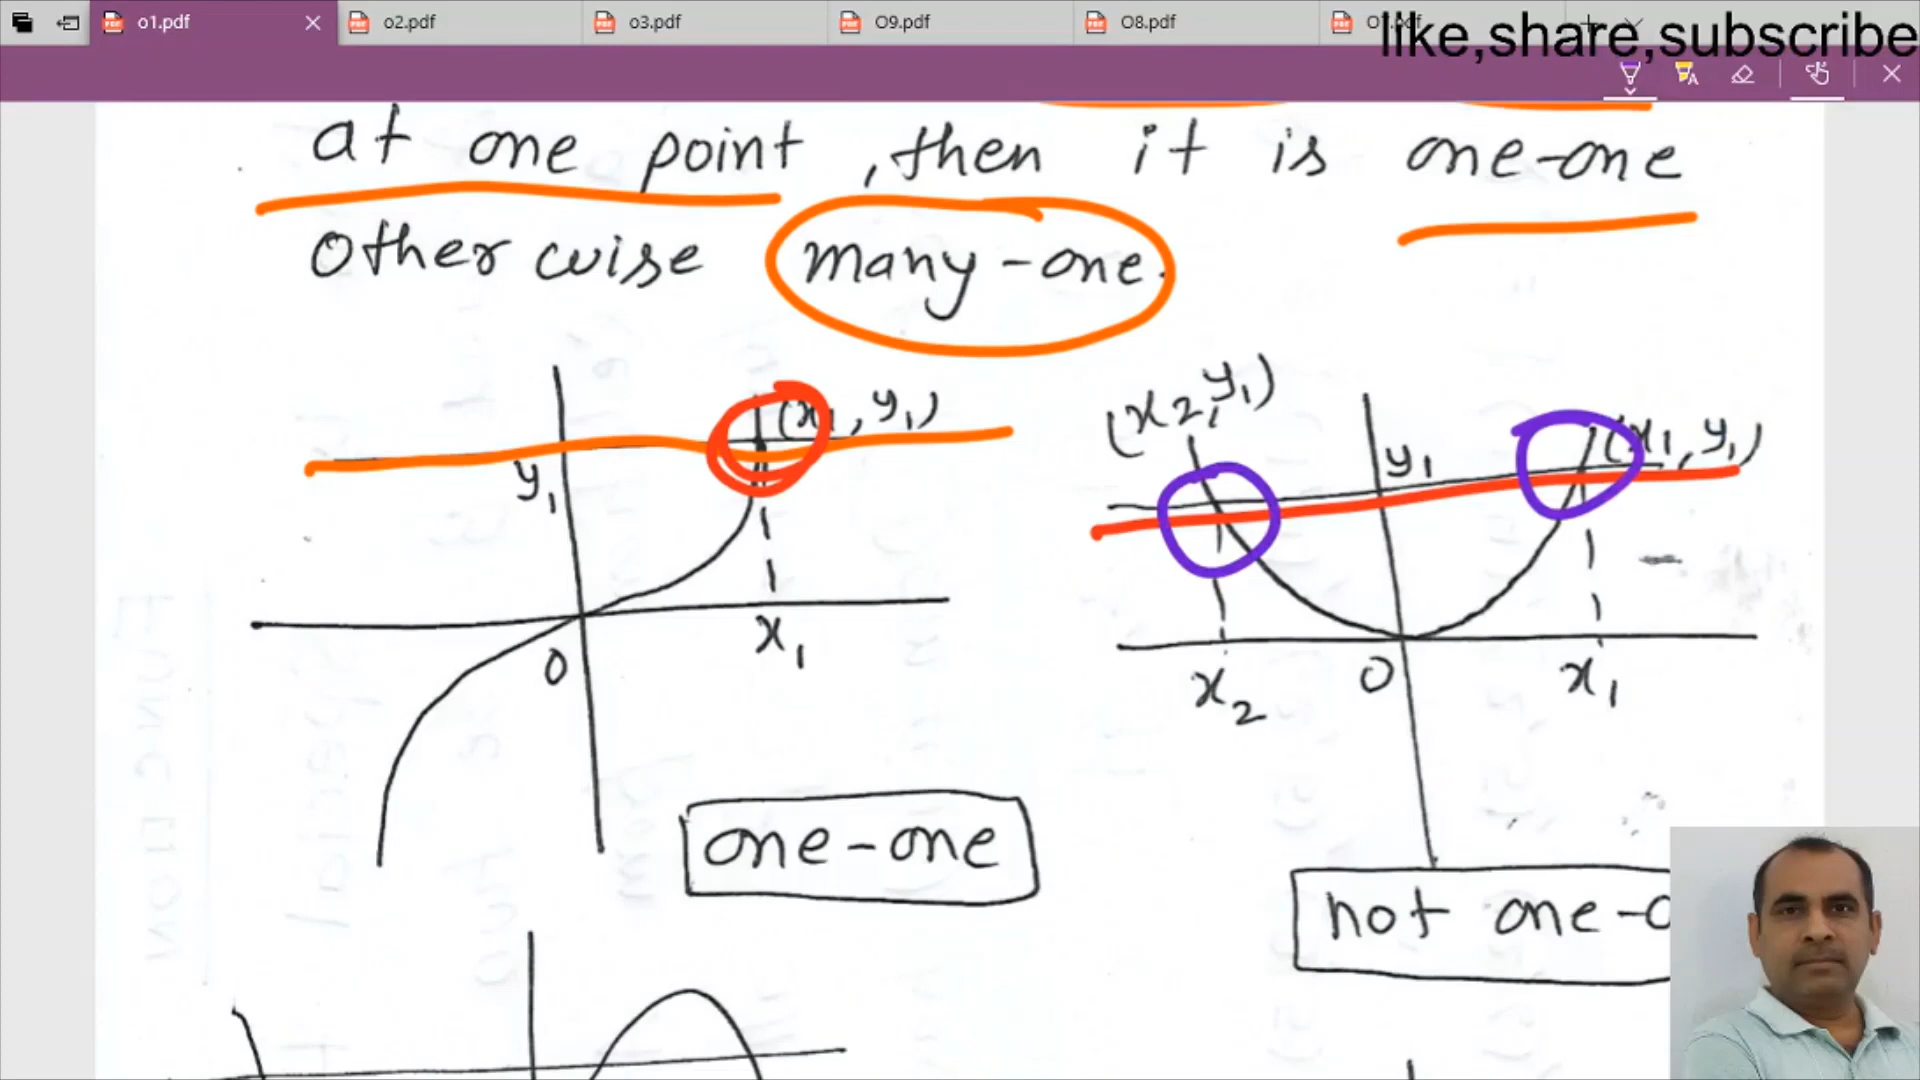 o1.pdf
o2.pdf
o3.pdf
O9.pdf
O8.pdf
like,share,subscribe
at one point ,then it is one-one
Other wise many-one.
(x1, y1)
y1
0
x1
one-one
(x2, y1)
y1
(x1, y1)
x2
0
x1
not one-o